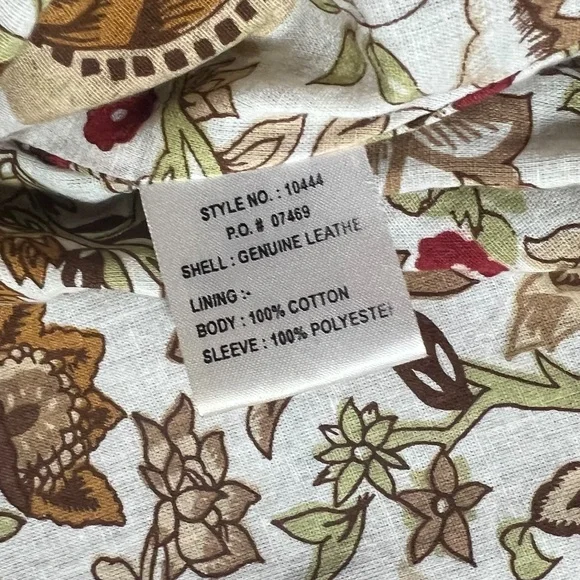 STYLE NO. : 10444
P.O. # 07469
SHELL : GENUINE LEATHE
LINING :-
BODY : 100% COTTON
SLEEVE : 100% POLYESTE